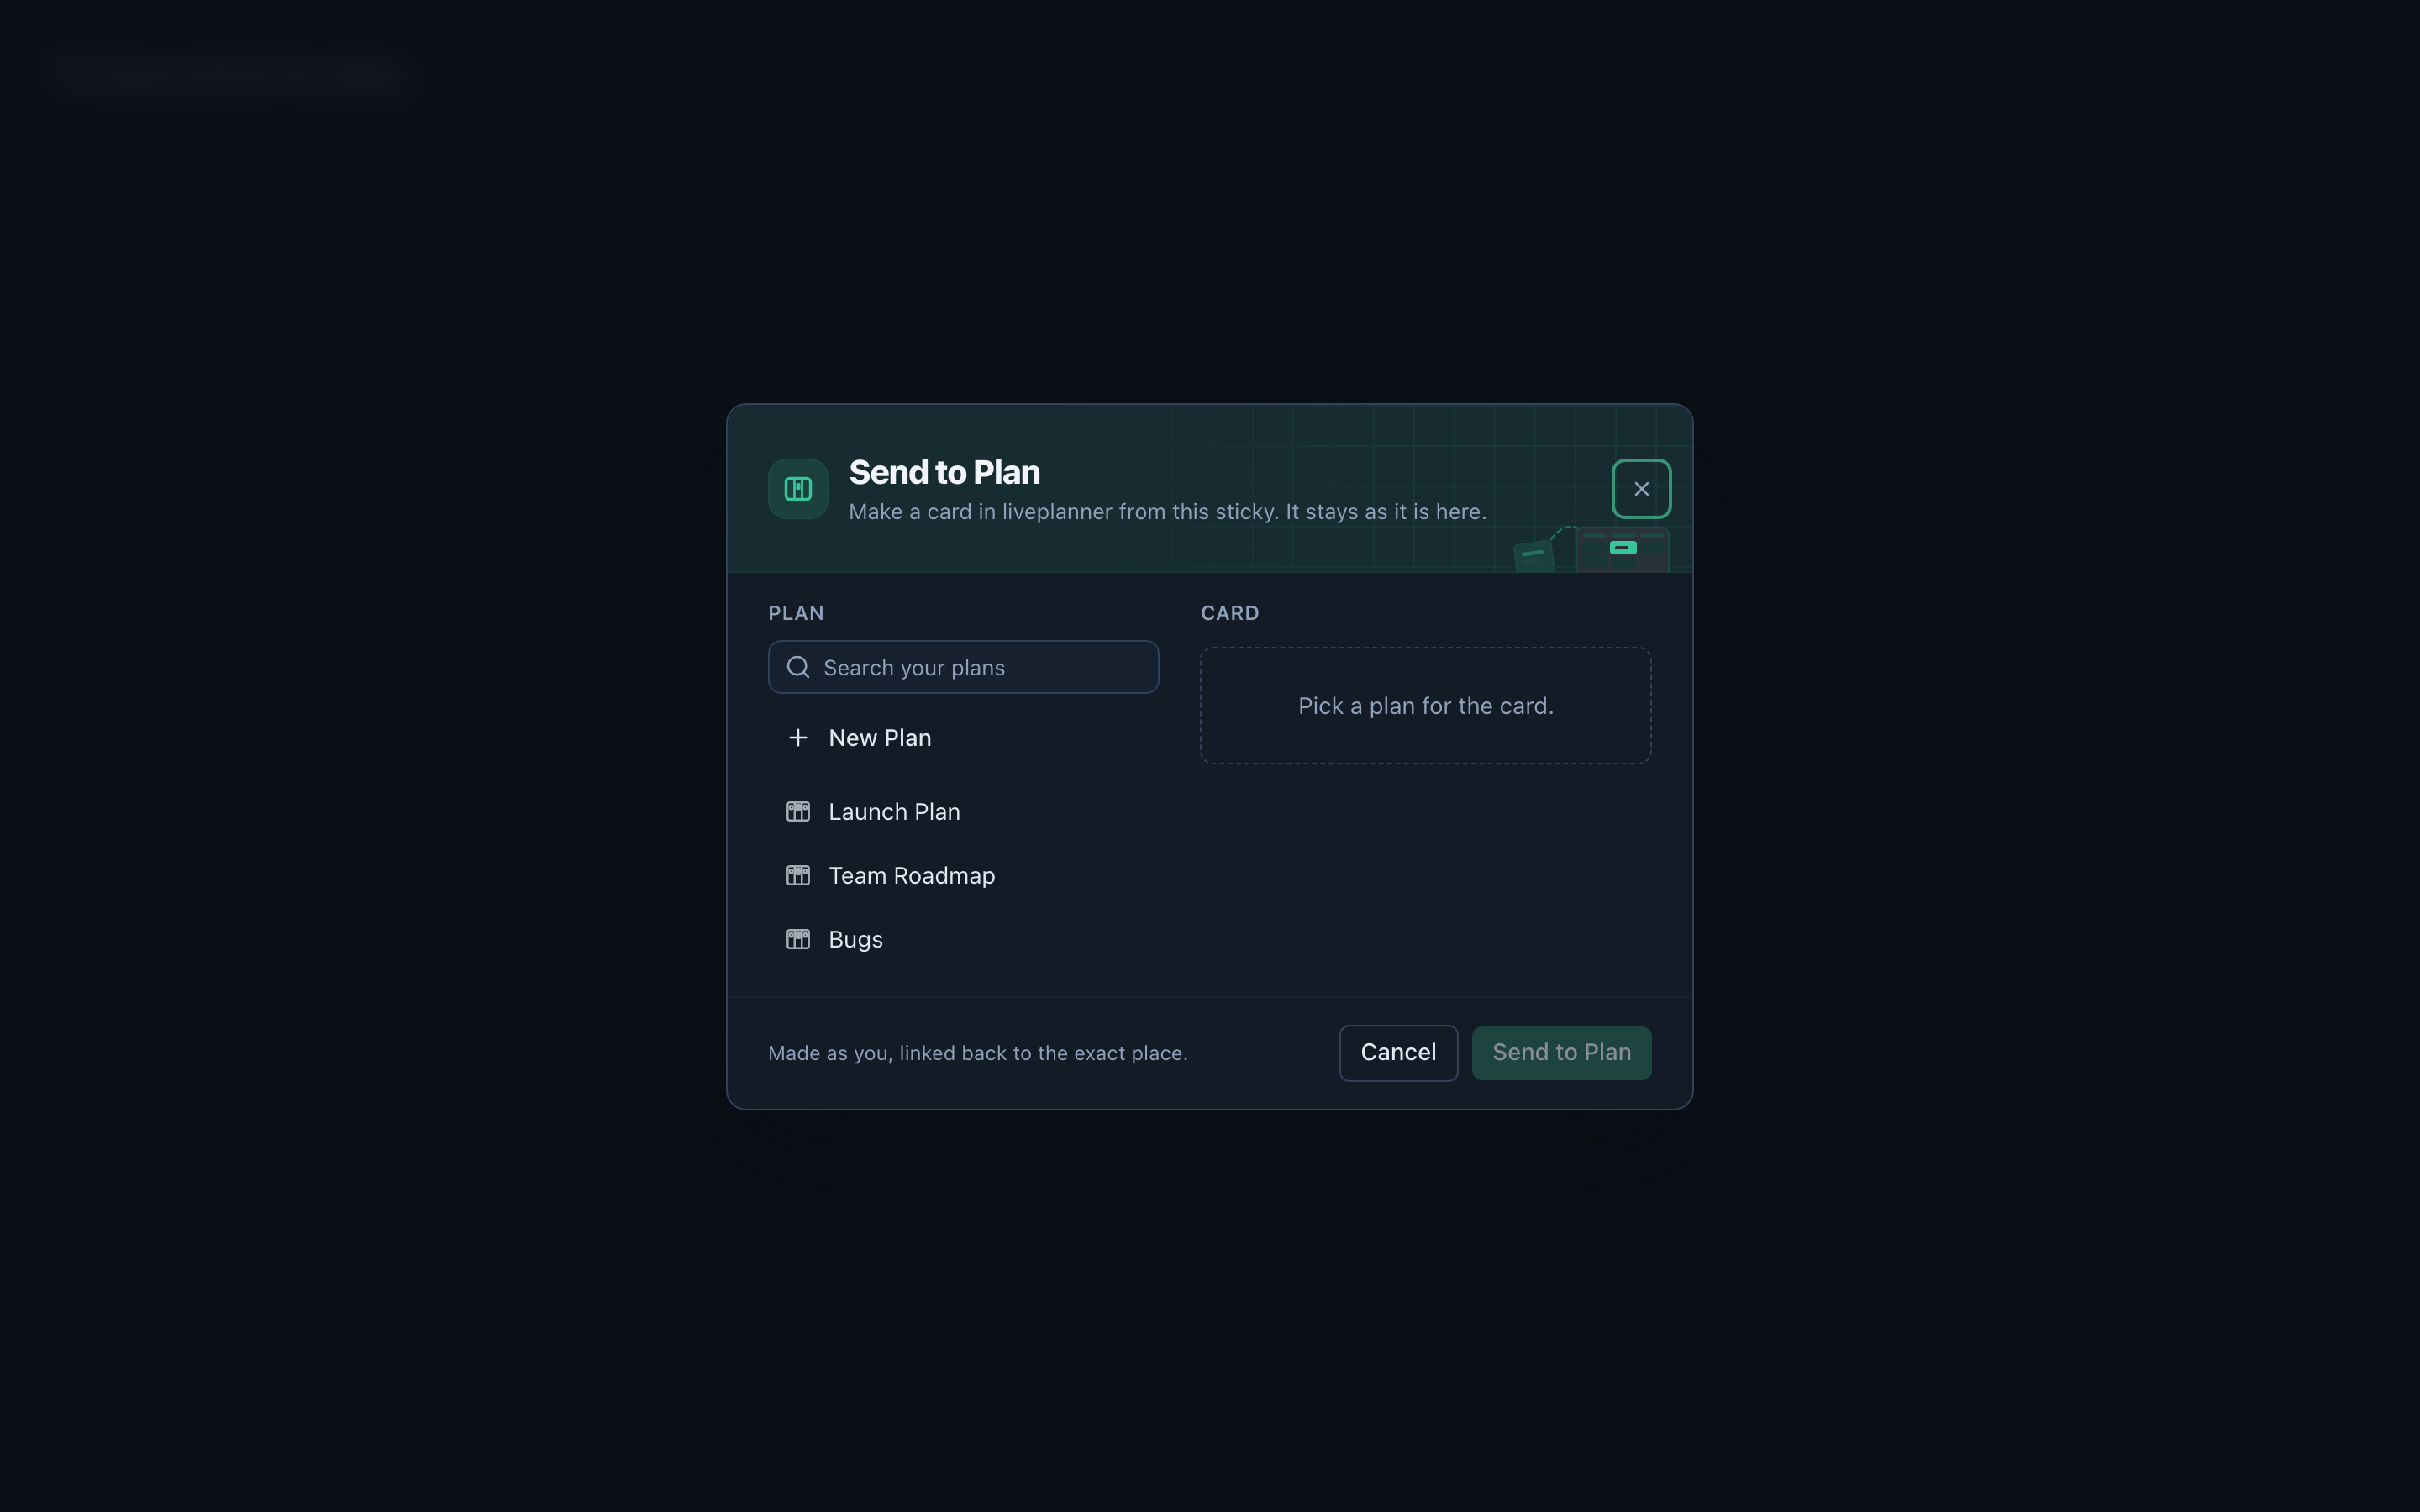 Send to Plan
Make a card in liveplanner from this sticky. It stays as it is here.
PLAN
Search your plans
New Plan
Launch Plan
Team Roadmap
Bugs
CARD
Pick a plan for the card.
Made as you, linked back to the exact place.
Cancel
Send to Plan